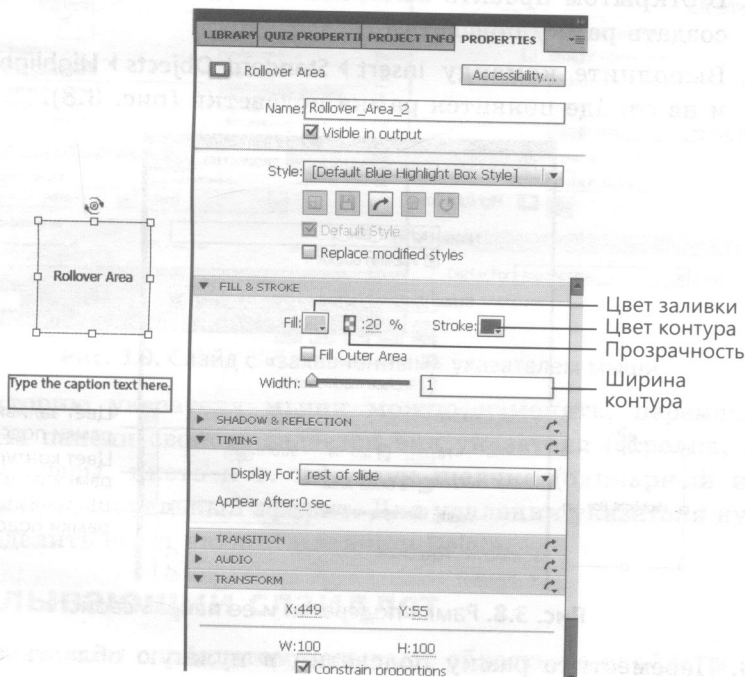 LIBRARY QUIZ PROPERTI PROJECT INFO PROPERTIE
Rollover Area
Accessibility...
Name: Rollover_Area_2
Visible in output
Style: [Default Blue Highlight Box Style]
Default Style
Replace modified styles
FILL & STROKE
Fill: :20 % Stroke:
Fill Outer Area
Width: 1
SHADOW & REFLECTION
TIMING
Display For: rest of slide
Appear After:0 sec
TRANSITION
AUDIO
TRANSFORM
X:449 Y:55
W:100 H:100
Constrain proportions
Rollover Area
Type the caption text here.
Цвет заливки
Цвет контура
Прозрачность
Ширина
контура